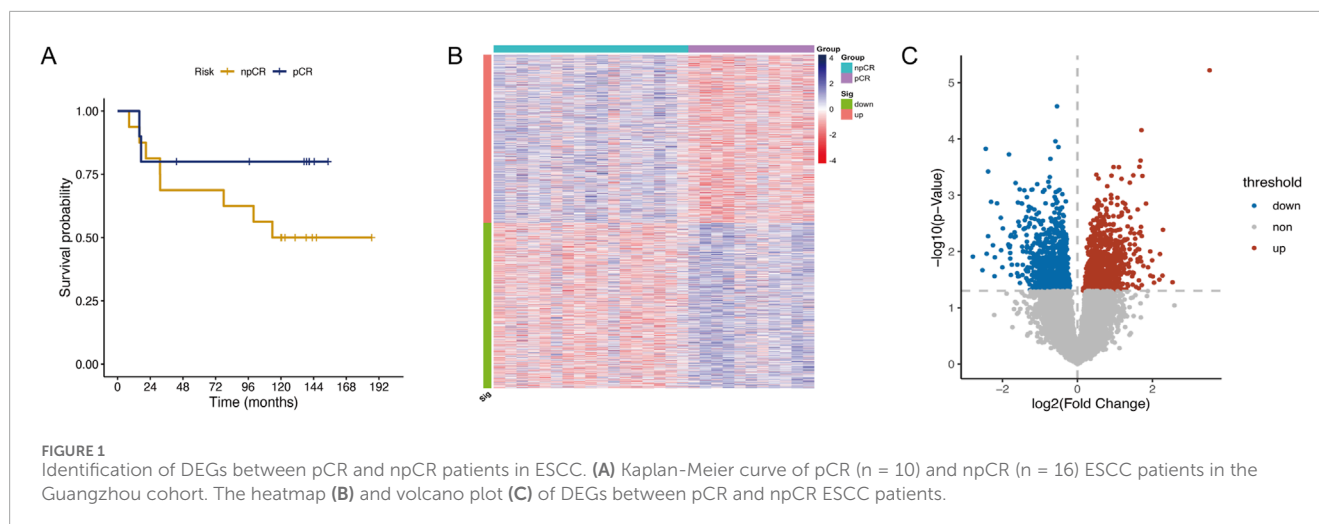 A
Risk npCR pCR
1.00
0.75
0.50
0.25
0.00
Survival probability
0 24 48 72 96 120 144 168 192
Time (months)
B
Group
4
2
0
-2
-4
Group
npCR
pCR
Sig
down
up
Sig
C
5
4
3
2
1
0
−log10(p−Value)
−2 0 2
log2(Fold Change)
threshold
down
non
up
FIGURE 1
Identification of DEGs between pCR and npCR patients in ESCC. (A) Kaplan-Meier curve of pCR (n = 10) and npCR (n = 16) ESCC patients in the
Guangzhou cohort. The heatmap (B) and volcano plot (C) of DEGs between pCR and npCR ESCC patients.